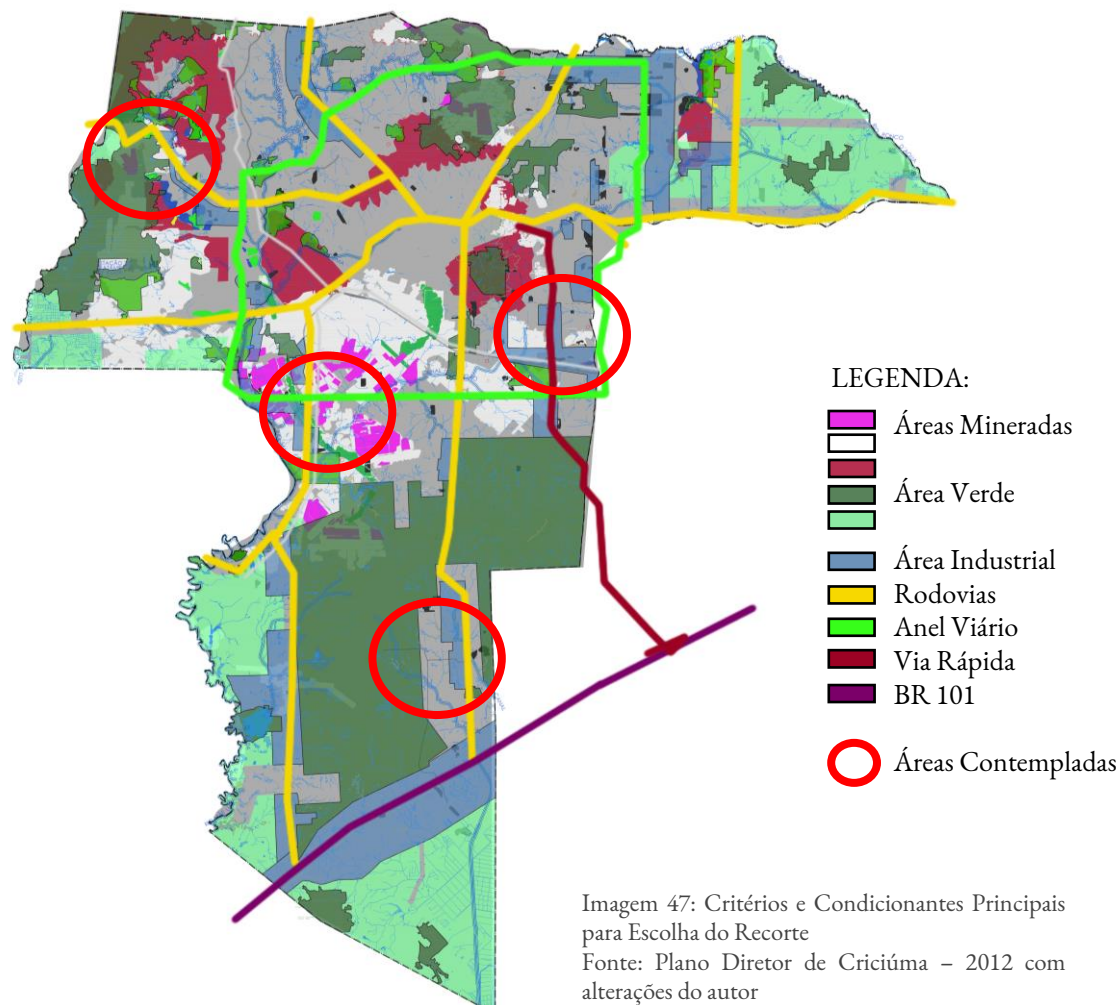 LEGENDA:
Áreas Mineradas
Área Verde
Área Industrial
Rodovias
Anel Viário
Via Rápida
BR 101
Áreas Contempladas
Imagem 47: Critérios e Condicionantes Principais
para Escolha do Recorte
Fonte: Plano Diretor de Criciúma – 2012 com
alterações do autor